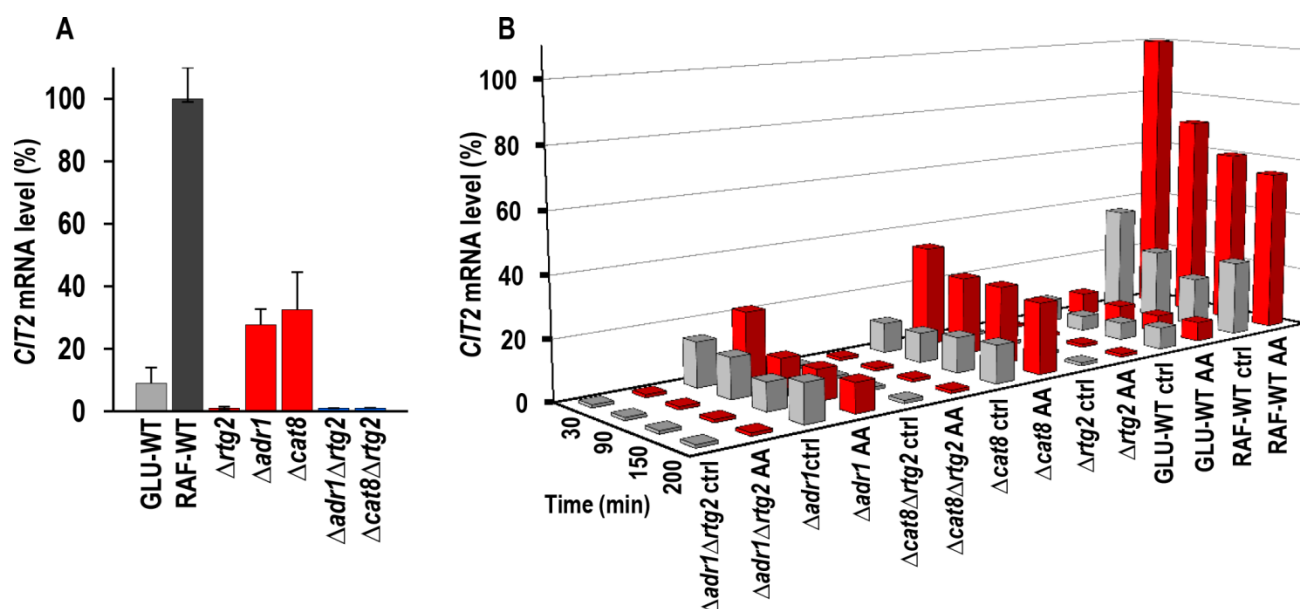 A
CIT2 mRNA level (%)
100
80
60
40
20
0
GLU-WT
RAF-WT
Δrtg2
Δadr1
Δcat8
Δadr1Δrtg2
Δcat8Δrtg2
B
CIT2 mRNA level (%)
100
80
60
40
20
0
30
90
150
200
Time (min)
Δadr1Δrtg2 ctrl
Δadr1Δrtg2 AA
Δadr1ctrl
Δadr1 AA
Δcat8Δrtg2 ctrl
Δcat8Δrtg2 AA
Δcat8 ctrl
Δcat8 AA
Δrtg2 ctrl
Δrtg2 AA
GLU-WT ctrl
GLU-WT AA
RAF-WT ctrl
RAF-WT AA